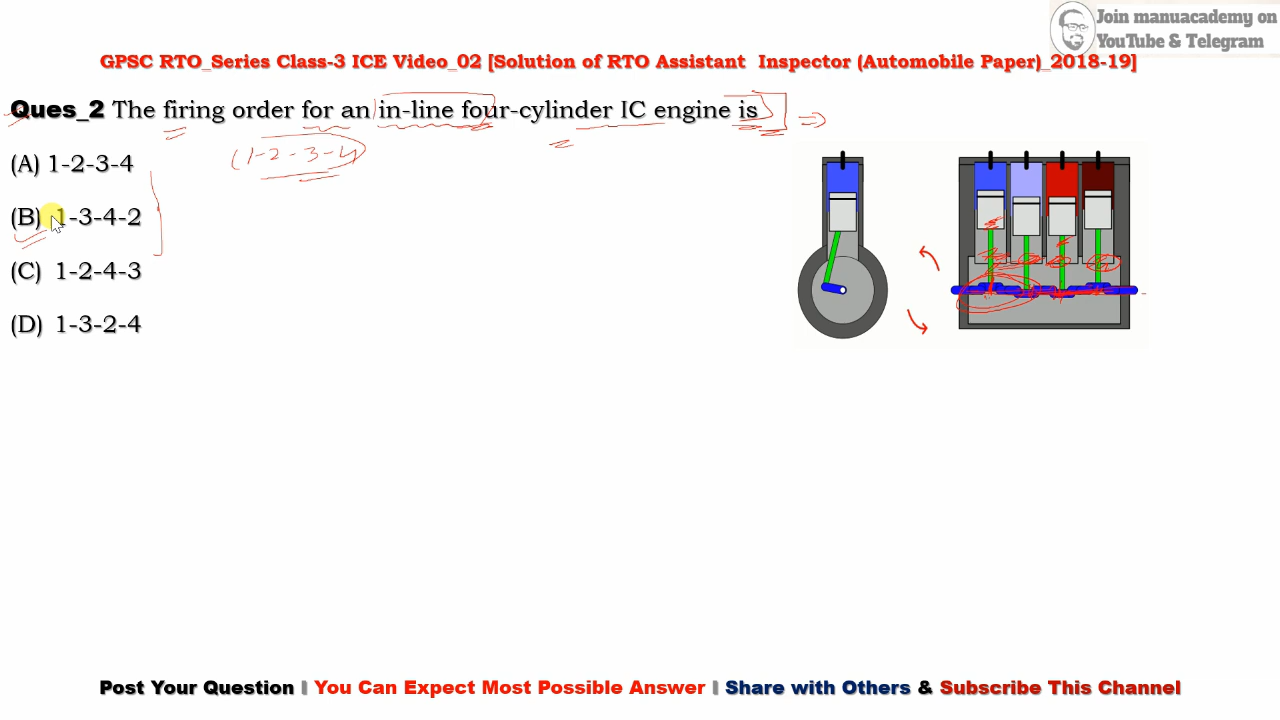 Join manuacademy on
YouTube & Telegram
GPSC RTO_Series Class-3 ICE Video_02 [Solution of RTO Assistant Inspector (Automobile Paper)_2018-19]
Ques_2 The firing order for an in-line four-cylinder IC engine is
(1-2-3-4)
(A) 1-2-3-4
(B) 1-3-4-2
(C) 1-2-4-3
(D) 1-3-2-4
Post Your Question | You Can Expect Most Possible Answer | Share with Others & Subscribe This Channel